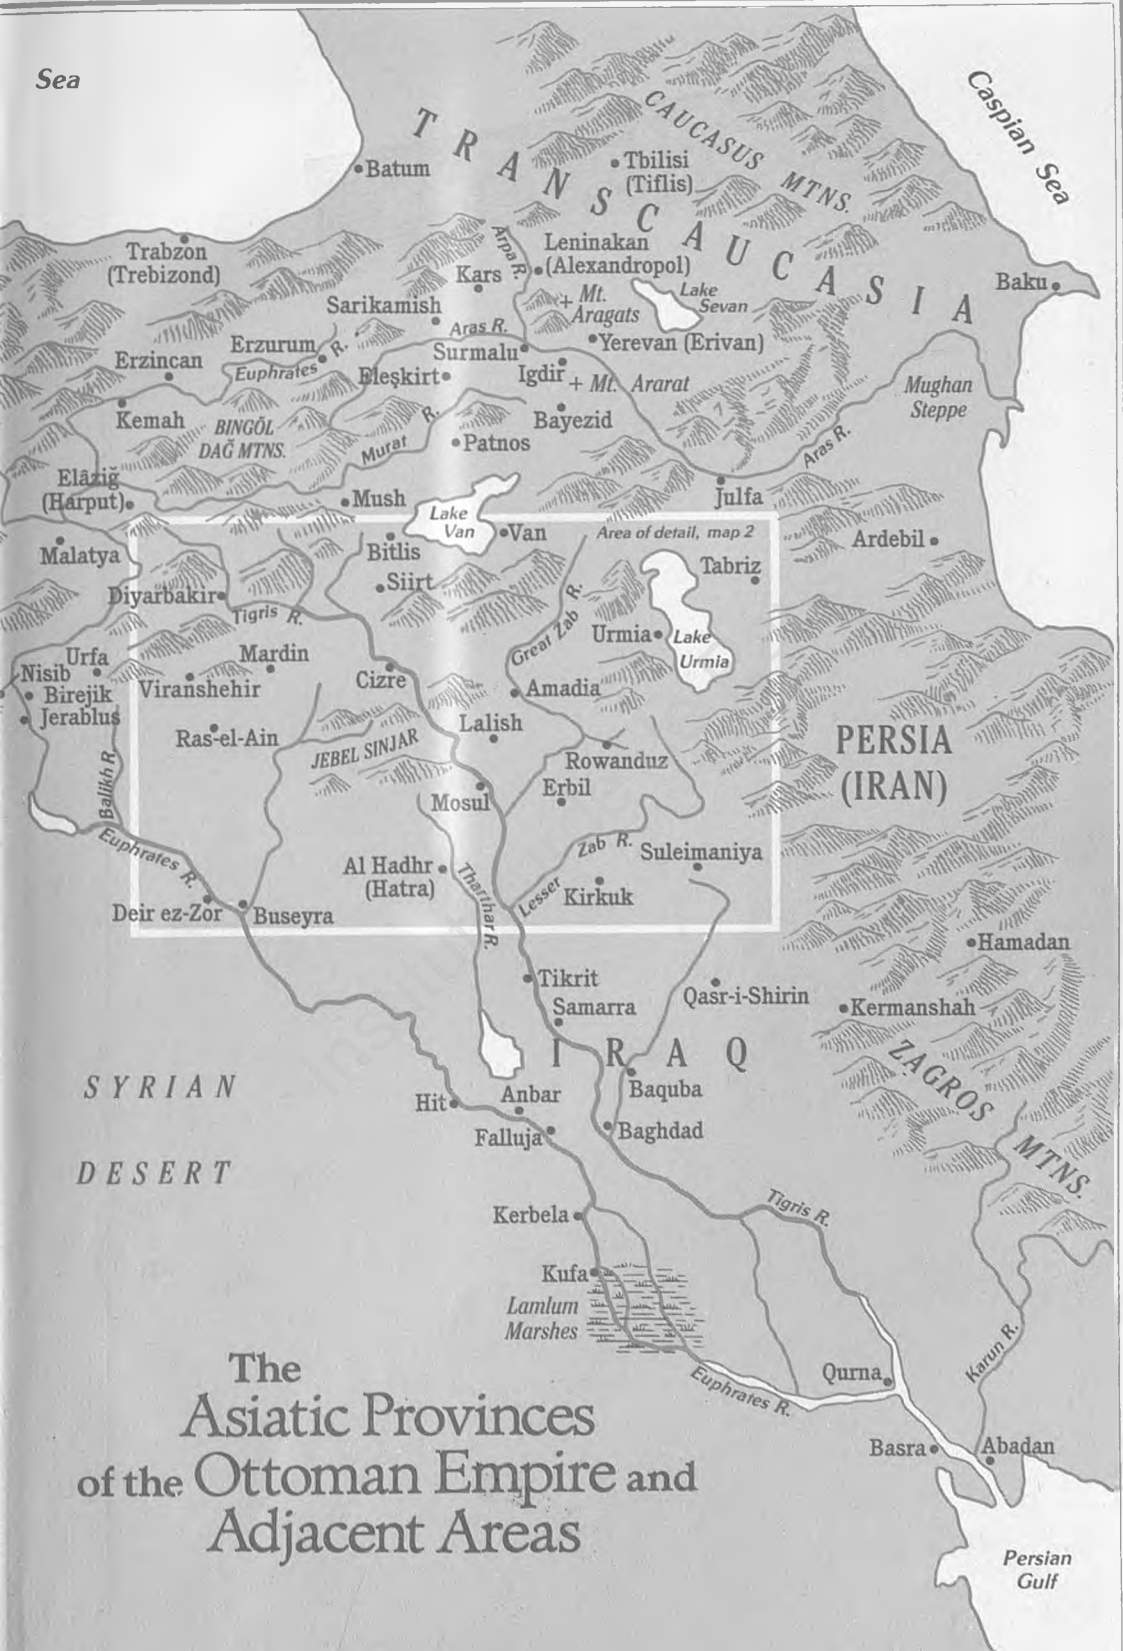 Sea
Caspian Sea
TRANSCAUCASIA
CAUCASUS MTNS.
Batum
Tbilisi
(Tiflis)
Trabzon
(Trebizond)
Arpa R.
Leninakan
(Alexandropol)
Kars
Lake
Sevan
Baku
Sarikamish
Mt.
Aragats
Aras R.
Erzurum
R.
Euphrates
Surmalu
Yerevan (Erivan)
Erzincan
Eleşkirt
Igdir
Mt. Ararat
Mughan
Steppe
Kemah
BINGÖL
DAĞ MTNS.
Murat R.
Bayezid
Patnos
Aras R.
Elâziğ
(Harput)
Mush
Lake
Van
Van
Julfa
Area of detail, map 2
Ardebil
Malatya
Bitlis
Tabriz
Siirt
Diyarbakir
Tigris R.
Great Zab R.
Urmia
Lake
Urmia
Urfa
Nisib
Birejik
Jerablus
Mardin
Viranshehir
Cizre
Amadia
Ras-el-Ain
JEBEL SINJAR
Lalish
PERSIA
(IRAN)
Rowanduz
Balikh R.
Mosul
Erbil
Euphrates R.
Zab R.
Lesser
Suleimaniya
Al Hadhr
(Hatra)
Tharthar R.
Kirkuk
Deir ez-Zor
Buseyra
Hamadan
Tikrit
Qasr-i-Shirin
Kermanshah
Samarra
IRAQ
ZAGROS MTNS.
SYRIAN
DESERT
Hit
Anbar
Baquba
Falluja
Baghdad
Kerbela
Tigris R.
Kufa
Lamlum
Marshes
Karun R.
Euphrates R.
Qurna
Basra
Abadan
Persian
Gulf
The
Asiatic Provinces
of the Ottoman Empire and
Adjacent Areas